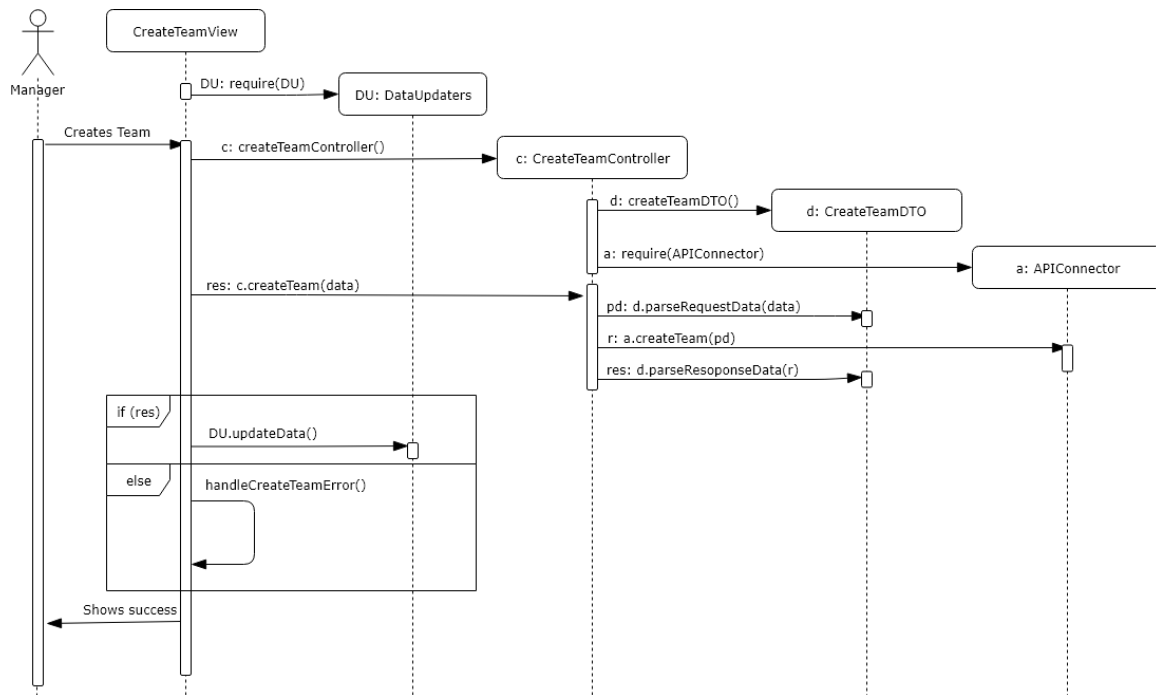 CreateTeamView
Manager
DU: require(DU)
DU: DataUpdaters
Creates Team
c: createTeamController()
c: CreateTeamController
d: createTeamDTO()
d: CreateTeamDTO
a: require(APIConnector)
a: APIConnector
res: c.createTeam(data)
pd: d.parseRequestData(data)
r: a.createTeam(pd)
res: d.parseResoponseData(r)
if (res)
DU.updateData()
else
handleCreateTeamError()
Shows success